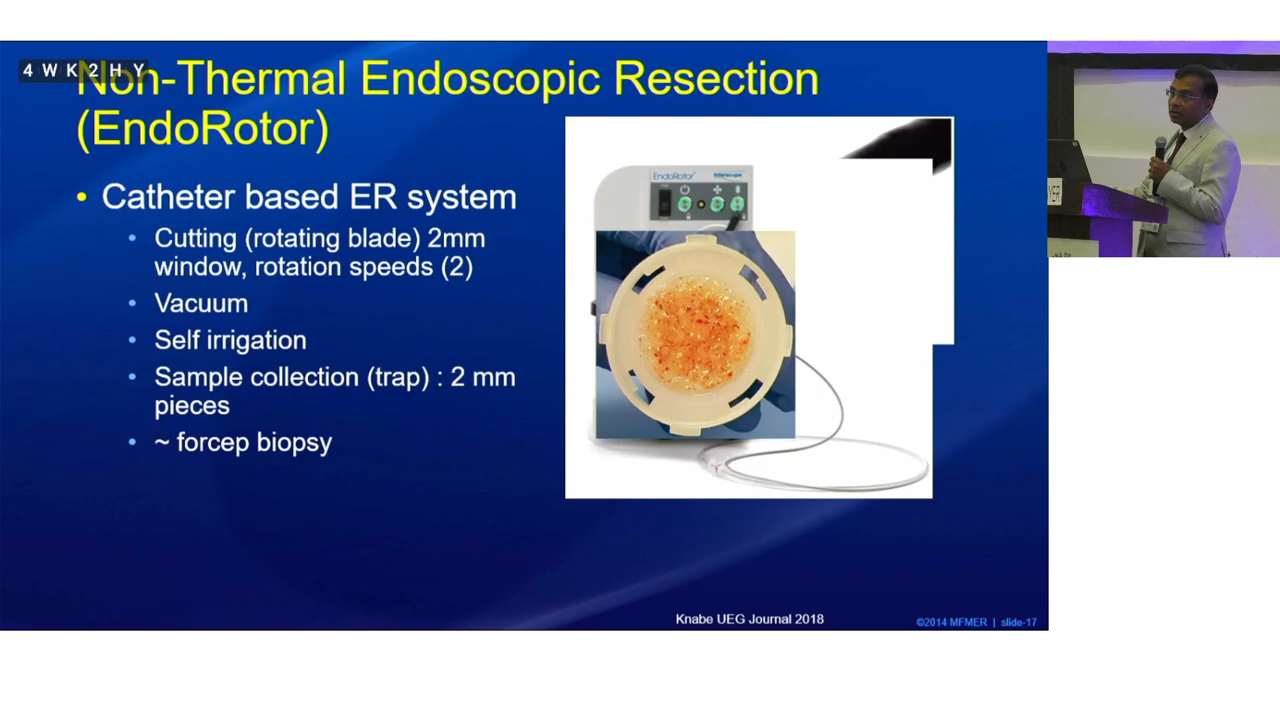 4 W K 2 H Y
Non-Thermal Endoscopic Resection
(EndoRotor)
• Catheter based ER system
• Cutting (rotating blade) 2mm
window, rotation speeds (2)
• Vacuum
• Self irrigation
• Sample collection (trap) : 2 mm
pieces
• ~ forcep biopsy
EndoRotor
interscope
YER
Knabe UEG Journal 2018
©2014 MFMER | slide-17